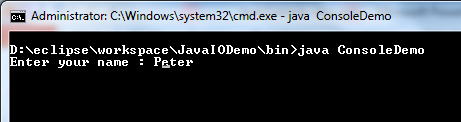 Administrator: C:\Windows\system32\cmd.exe - java ConsoleDemo
D:\eclipse\workspace\JavaIODemo\bin>java ConsoleDemo
Enter your name : Peter